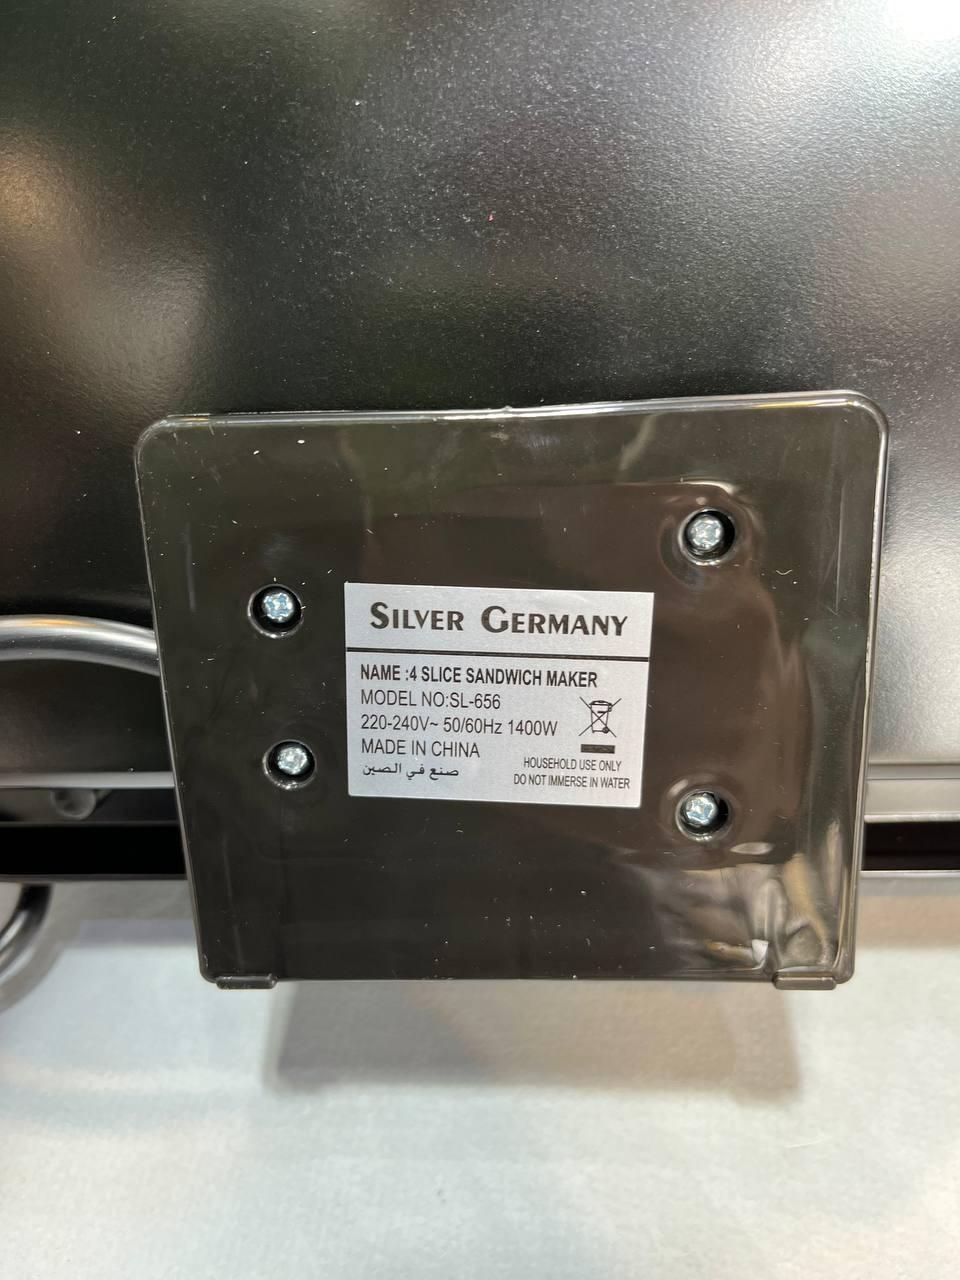 SILVER GERMANY
NAME :4 SLICE SANDWICH MAKER
MODEL NO:SL-656
220-240V~ 50/60Hz 1400W
MADE IN CHINA
صنع في الصين
HOUSEHOLD USE ONLY
DO NOT IMMERSE IN WATER